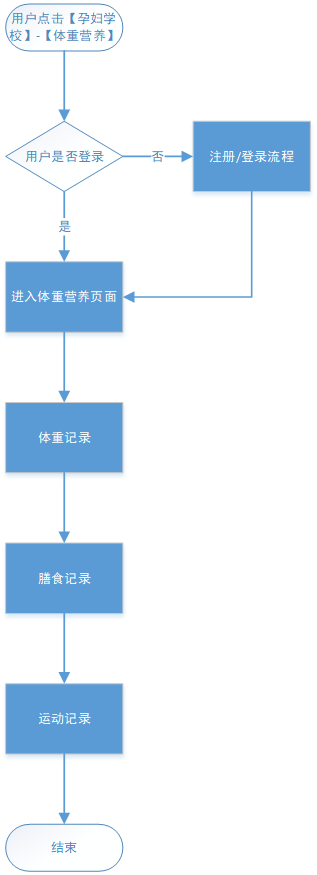 用户点击【孕妇学
校】-【体重营养】
用户是否登录
否
注册/登录流程
是
进入体重营养页面
体重记录
膳食记录
运动记录
结束